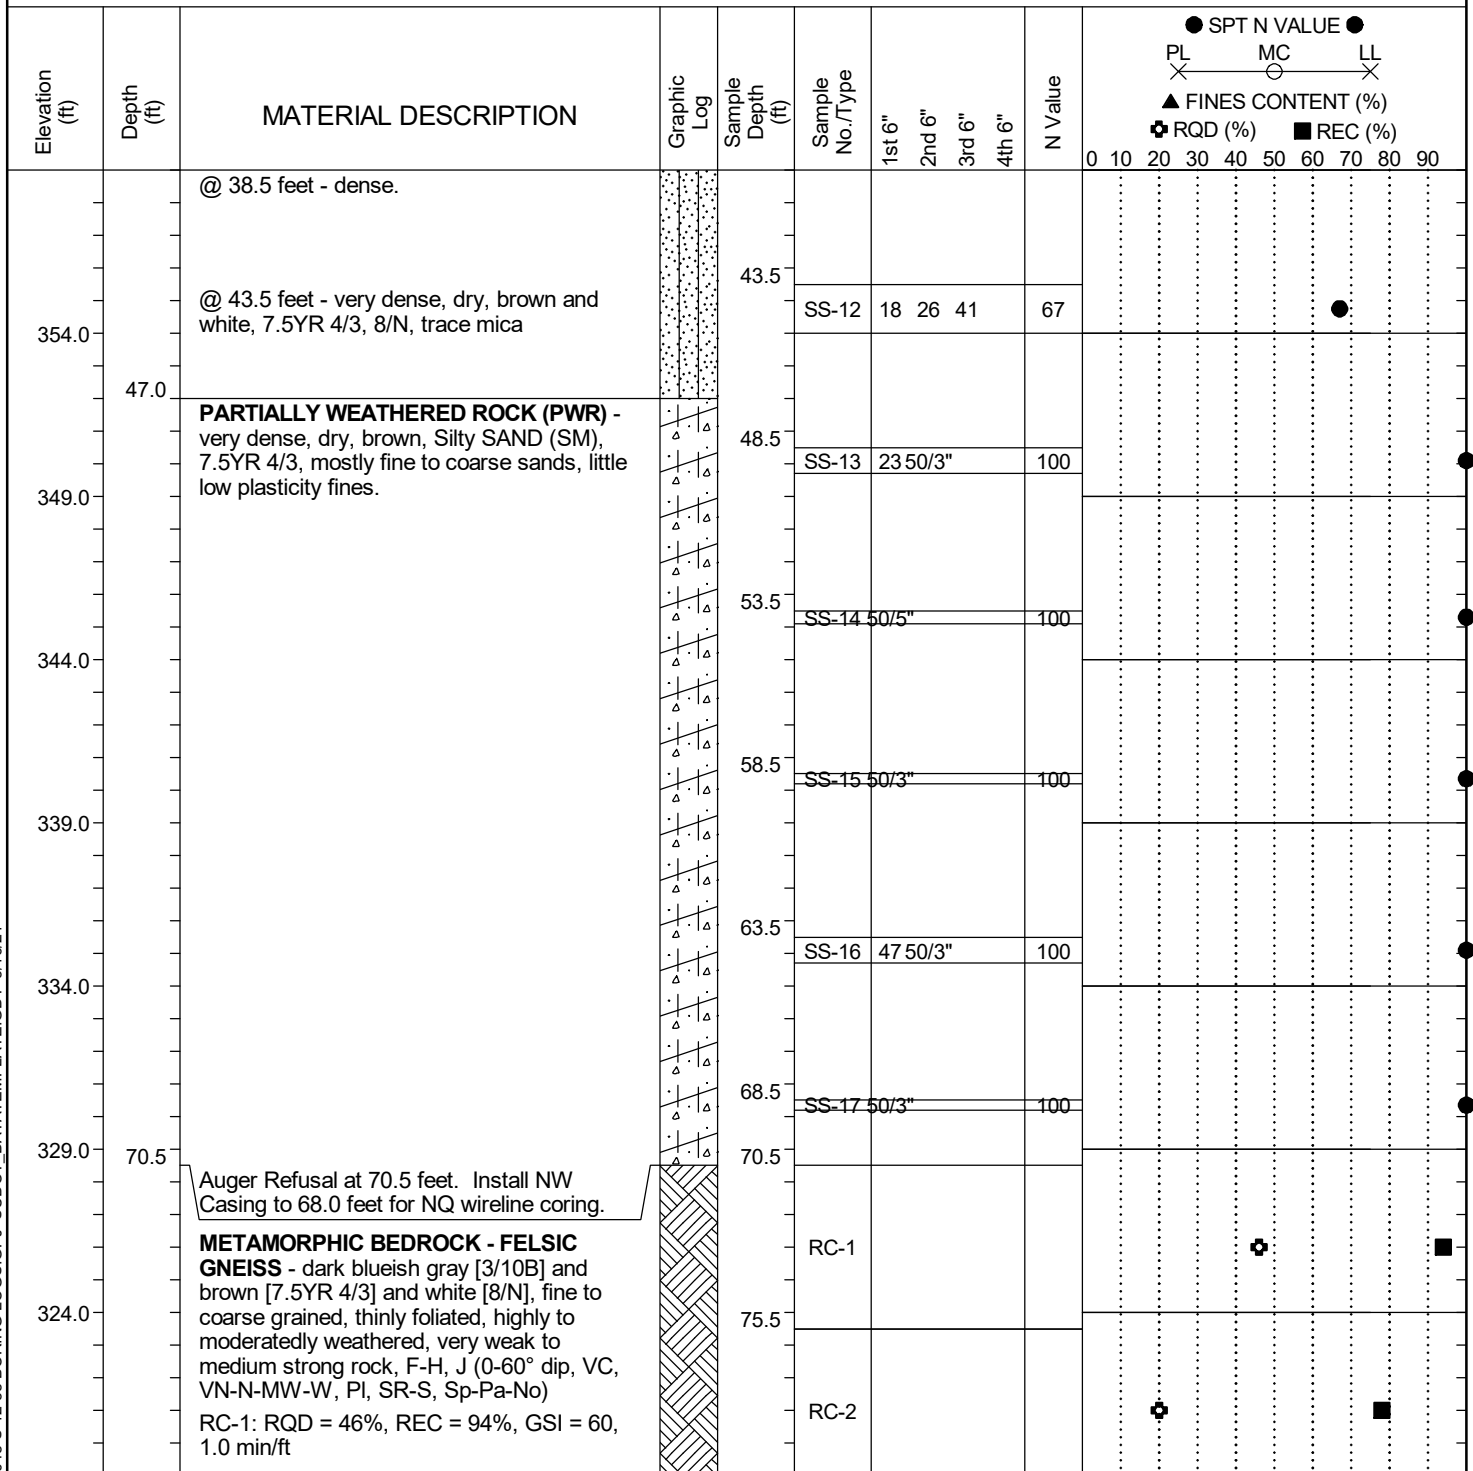 ● SPT N VALUE ●
PL MC LL
▲ FINES CONTENT (%)
RQD (%) ■ REC (%)
Elevation (ft)
Depth (ft)
MATERIAL DESCRIPTION
Graphic Log
Sample Depth (ft)
Sample No./Type
1st 6"
2nd 6"
3rd 6"
4th 6"
N Value
0 10 20 30 40 50 60 70 80 90
@ 38.5 feet - dense.
43.5
@ 43.5 feet - very dense, dry, brown and
white, 7.5YR 4/3, 8/N, trace mica
SS-12 18 26 41 67
354.0
47.0
PARTIALLY WEATHERED ROCK (PWR) -
very dense, dry, brown, Silty SAND (SM),
7.5YR 4/3, mostly fine to coarse sands, little
low plasticity fines.
48.5
SS-13 23 50/3" 100
349.0
53.5
SS-14 50/5" 100
344.0
58.5
SS-15 50/3" 100
339.0
63.5
SS-16 47 50/3" 100
334.0
68.5
SS-17 50/3" 100
329.0
70.5
70.5
Auger Refusal at 70.5 feet. Install NW
Casing to 68.0 feet for NQ wireline coring.
METAMORPHIC BEDROCK - FELSIC
GNEISS - dark blueish gray [3/10B] and
brown [7.5YR 4/3] and white [8/N], fine to
coarse grained, thinly foliated, highly to
moderatedly weathered, very weak to
medium strong rock, F-H, J (0-60° dip, VC,
VN-N-MW-W, Pl, SR-S, Sp-Pa-No)
RC-1
324.0
75.5
RC-2
RC-1: RQD = 46%, REC = 94%, GSI = 60,
1.0 min/ft